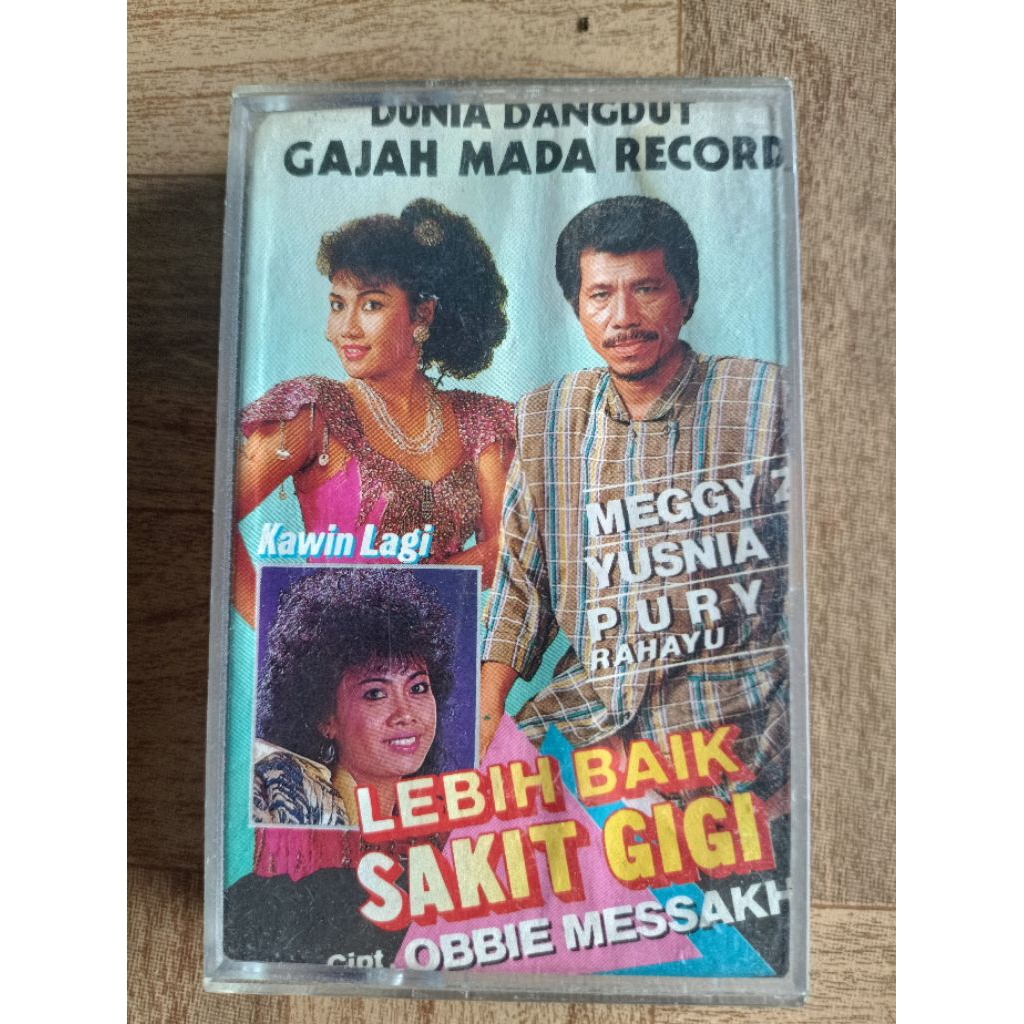 DUNIA DANGDUT
GAJAH MADA RECORD
Kawin Lagi
MEGGY Z
YUSNIA
PURY
RAHAYU
LEBIH BAIK
SAKIT GIGI
Cipt. OBBIE MESSAKH